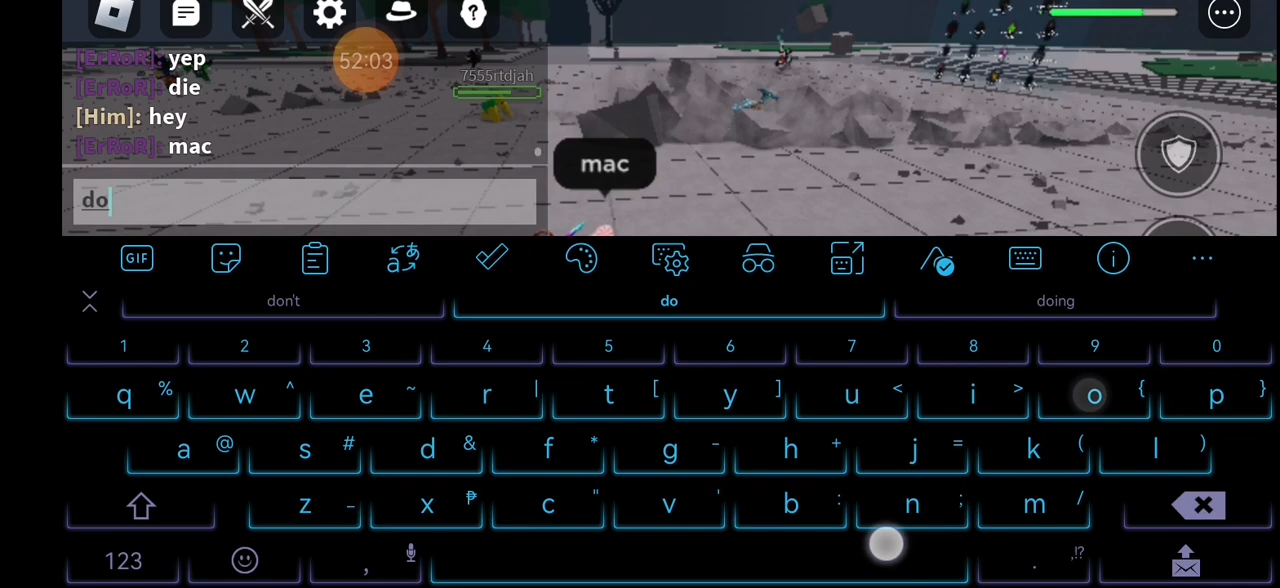 [ErRoR]: yep
52:03
7555rtdjah
[ErRoR]: die
[Him]: hey
[ErRoR]: mac
mac
do
GIF
don't do doing
1 2 3 4 5 6 7 8 9 0
q % w ^ e ~ r | t [ y ] u < i > o { p }
a @ s # d & f * g - h + j = k ( l )
z _ x ₱ c " v ' b : n ; m /
123 , . ,!?